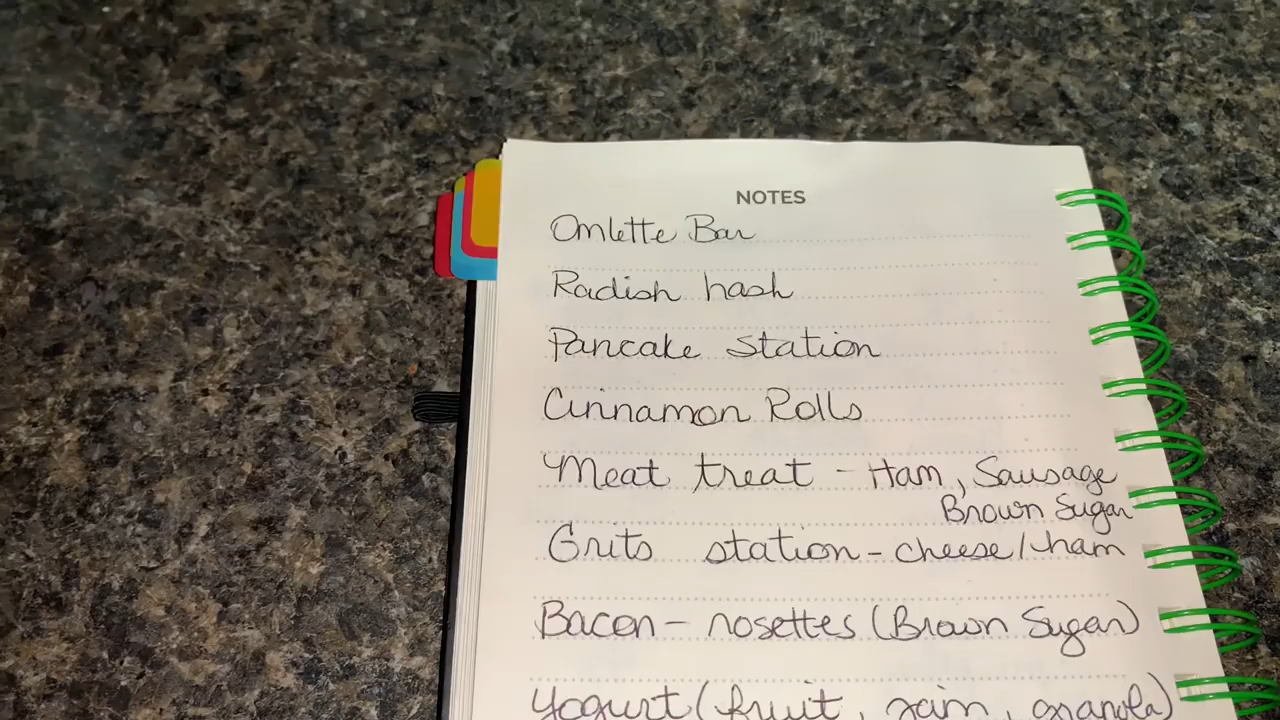 NOTES
Omlette Bar
Radish hash
Pancake station
Cinnamon Rolls
Meat treat - Ham, Sausage
Brown Sugar
Grits station - cheese/ham
Bacon - rosettes (Brown Sugar)
Yogurt (fruit, jam, granola)